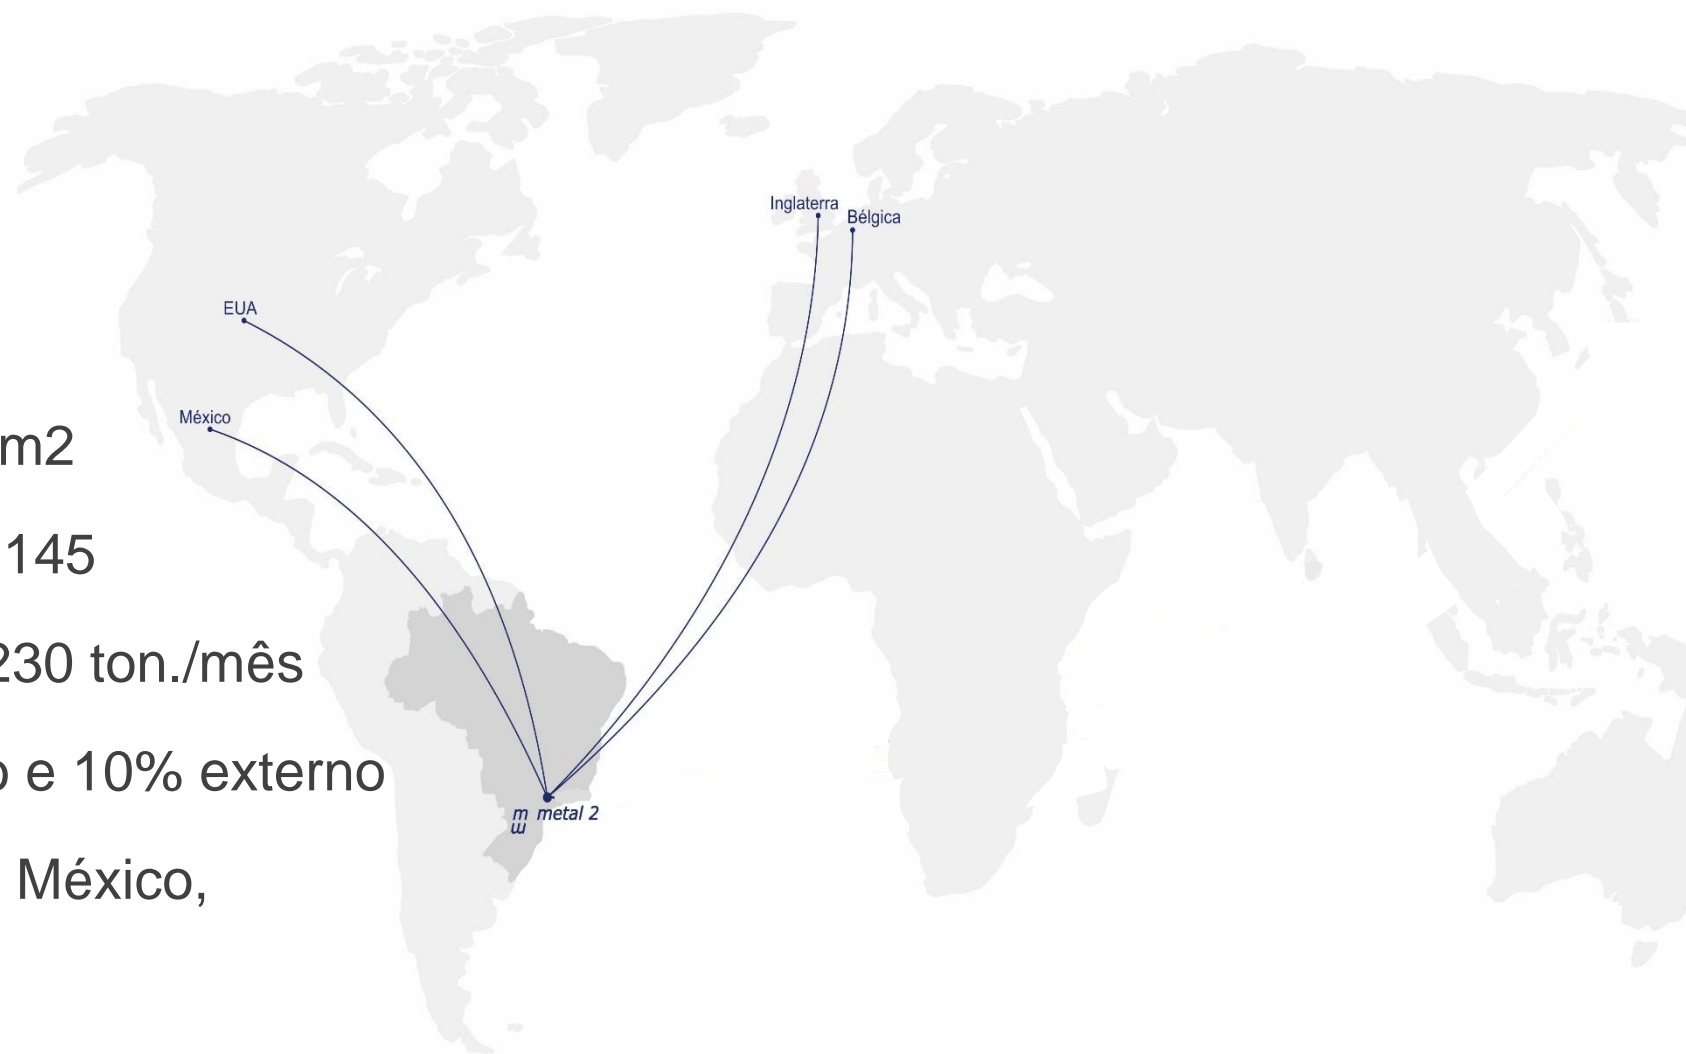 Inglaterra
Bélgica
EUA
México
m2
145
230 ton./mês
o e 10% externo
México,
m metal 2
m